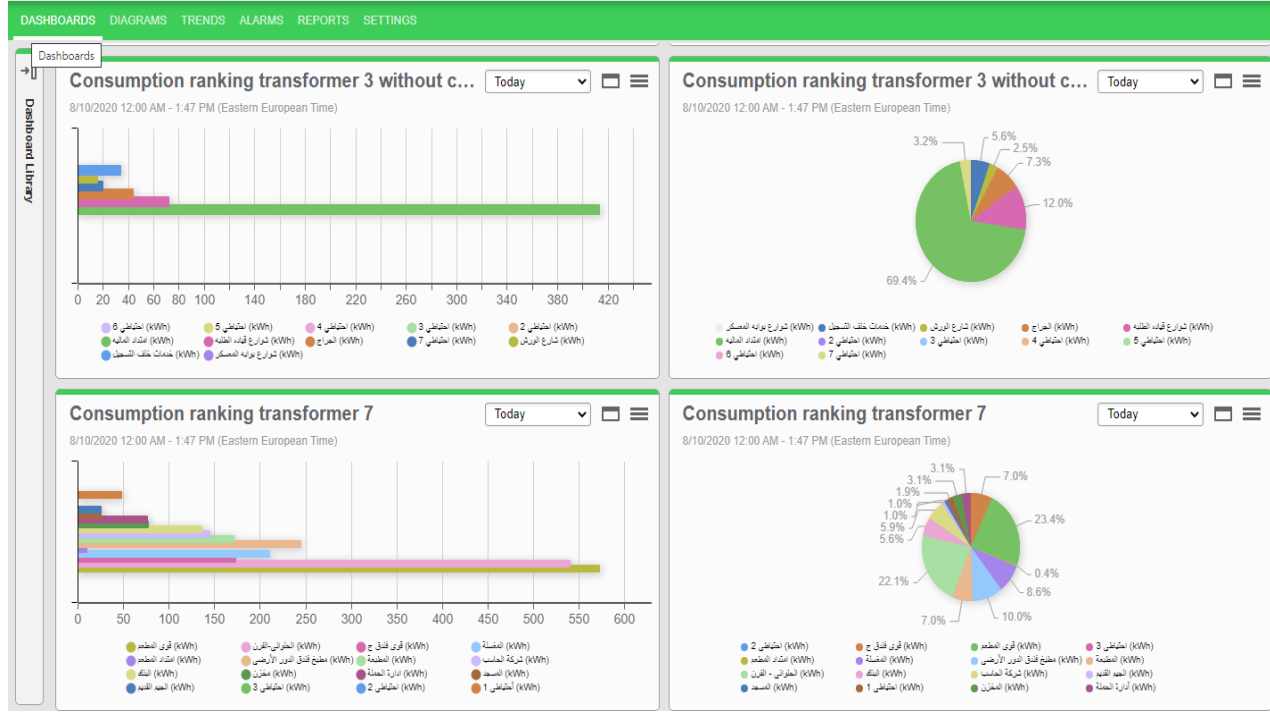 DASHBOARDS DIAGRAMS TRENDS ALARMS REPORTS SETTINGS
Dashboards
Dashboard Library
Consumption ranking transformer 3 without c...
Today
8/10/2020 12:00 AM - 1:47 PM (Eastern European Time)
0 20 40 60 80 100 140 180 220 260 300 340 380 420
احتياطي 6 (kWh) احتياطي 5 (kWh) احتياطي 4 (kWh) احتياطي 3 (kWh) احتياطي 2 (kWh)
امتداد الماليه (kWh) شوارع قياده الطلبه (kWh) الجراج (kWh) احتياطي 7 (kWh) شارع الورش (kWh)
خدمات خلف التسجيل (kWh) شوارع بوابه المعسكر (kWh)
Consumption ranking transformer 3 without c...
Today
8/10/2020 12:00 AM - 1:47 PM (Eastern European Time)
3.2% 5.6%
2.5%
7.3%
12.0%
69.4%
شوارع بوابه المعسكر (kWh) خدمات خلف التسجيل (kWh) شارع الورش (kWh) الجراج (kWh) شوارع قياده الطلبه (kWh)
امتداد الماليه (kWh) احتياطي 2 (kWh) احتياطي 3 (kWh) احتياطي 4 (kWh) احتياطي 5 (kWh)
احتياطي 6 (kWh) احتياطي 7 (kWh)
Consumption ranking transformer 7
Today
8/10/2020 12:00 AM - 1:47 PM (Eastern European Time)
0 50 100 150 200 250 300 350 400 450 500 550 600
قوى المطعم (kWh) الحلوانى-الفرن (kWh) قوى فندق ج (kWh) المغسلة (kWh)
امتداد المطعم (kWh) مطبخ فندق الدور الأرضى (kWh) المطبعة (kWh) شركة الحاسب (kWh)
البنك (kWh) مخزن (kWh) ادارة الحملة (kWh) المسجد (kWh)
الجيم القديم (kWh) احتياطى 3 (kWh) احتياطى 2 (kWh) أحتياطى 1 (kWh)
Consumption ranking transformer 7
Today
8/10/2020 12:00 AM - 1:47 PM (Eastern European Time)
3.1% 7.0%
3.1%
1.9%
1.0%
1.0%
5.9%
5.6%
23.4%
0.4%
22.1%
8.6%
10.0%
7.0%
احتياطى 2 (kWh) قوى فندق ج (kWh) قوى المطعم (kWh) احتياطى 3 (kWh)
امتداد المطعم (kWh) المغسلة (kWh) مطبخ فندق الدور الأرضى (kWh) المطبعة (kWh)
الحلوانى - الفرن (kWh) البنك (kWh) شركة الحاسب (kWh) الجيم القديم (kWh)
المسجد (kWh) احتياطى 1 (kWh) المخزن (kWh) أدارة الحملة (kWh)